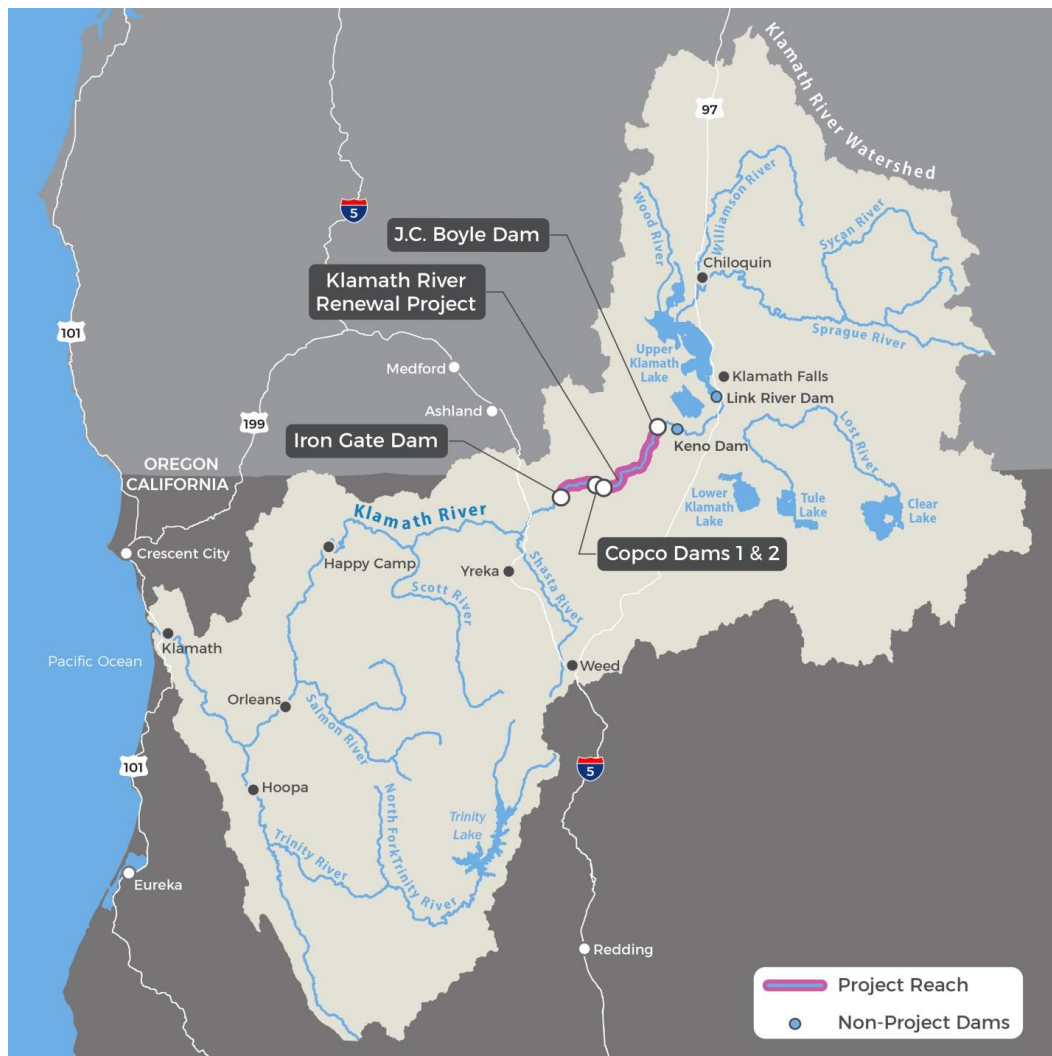 Klamath River Watershed
97
5
Wood River
Williamson River
Sycan River
J.C. Boyle Dam
Chiloquin
Klamath River
Renewal Project
101
Sprague River
Upper
Klamath
Lake
Medford
Klamath Falls
Link River Dam
Ashland
199
Lost River
Iron Gate Dam
Keno Dam
OREGON
CALIFORNIA
Lower
Klamath
Lake
Tule
Lake
Clear
Lake
Klamath River
Crescent City
Happy Camp
Copco Dams 1 & 2
Yreka
Shasta River
Scott River
Klamath
Pacific Ocean
Weed
Orleans
Salmon River
101
5
Hoopa
North Fork
Trinity River
Trinity
Lake
Trinity River
Eureka
Redding
Project Reach
Non-Project Dams